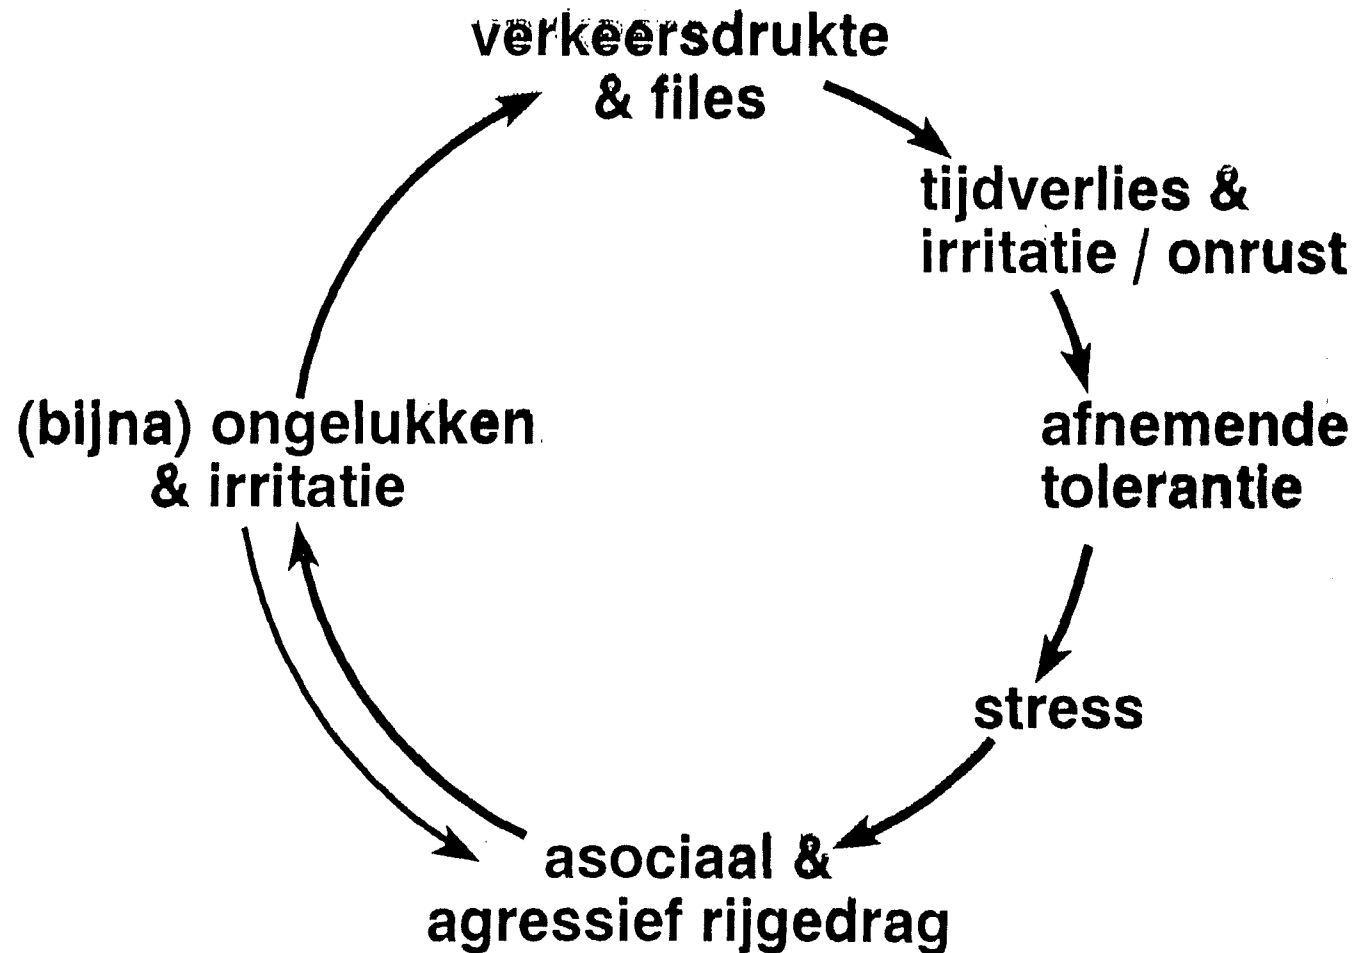 verkeersdrukte
& files
tijdverlies &
irritatie / onrust
afnemende
tolerantie
stress
asociaal &
agressief rijgedrag
(bijna) ongelukken
& irritatie